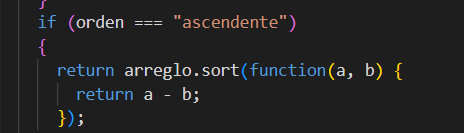 }
if (orden === "ascendente")
{
return arreglo.sort(function(a, b) {
return a - b;
});